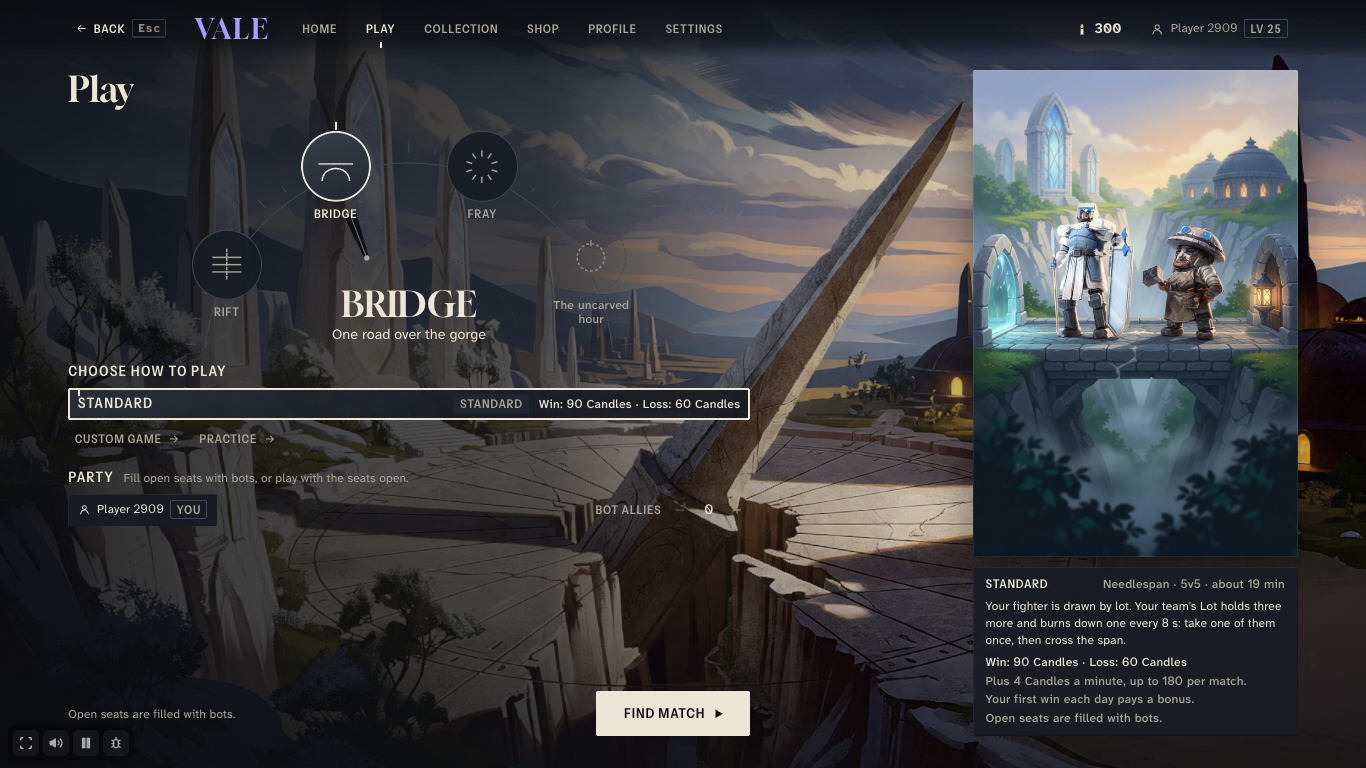 ← BACK Esc VALE HOME PLAY COLLECTION SHOP PROFILE SETTINGS 300 Player 2909 LV 25
Play
BRIDGE
FRAY
RIFT
The uncarved
hour
BRIDGE
One road over the gorge
CHOOSE HOW TO PLAY
STANDARD STANDARD Win: 90 Candles · Loss: 60 Candles
CUSTOM GAME → PRACTICE →
PARTY Fill open seats with bots, or play with the seats open.
Player 2909 YOU
BOT ALLIES 0
Open seats are filled with bots.
FIND MATCH
STANDARD Needlespan · 5v5 · about 19 min
Your fighter is drawn by lot. Your team's Lot holds three
more and burns down one every 8 s: take one of them
once, then cross the span.
Win: 90 Candles · Loss: 60 Candles
Plus 4 Candles a minute, up to 180 per match.
Your first win each day pays a bonus.
Open seats are filled with bots.